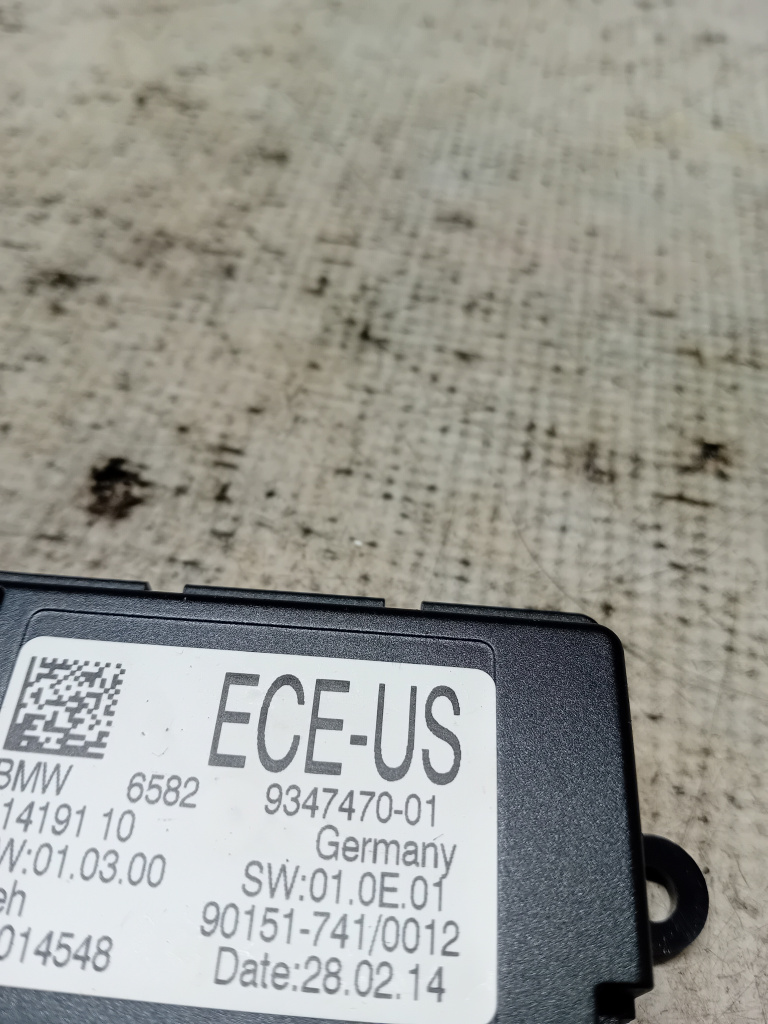 ECE-US
BMW 6582 9347470-01
14191 10 Germany
W:01.03.00 SW:01.0E.01
eh 90151-741/0012
014548 Date:28.02.14